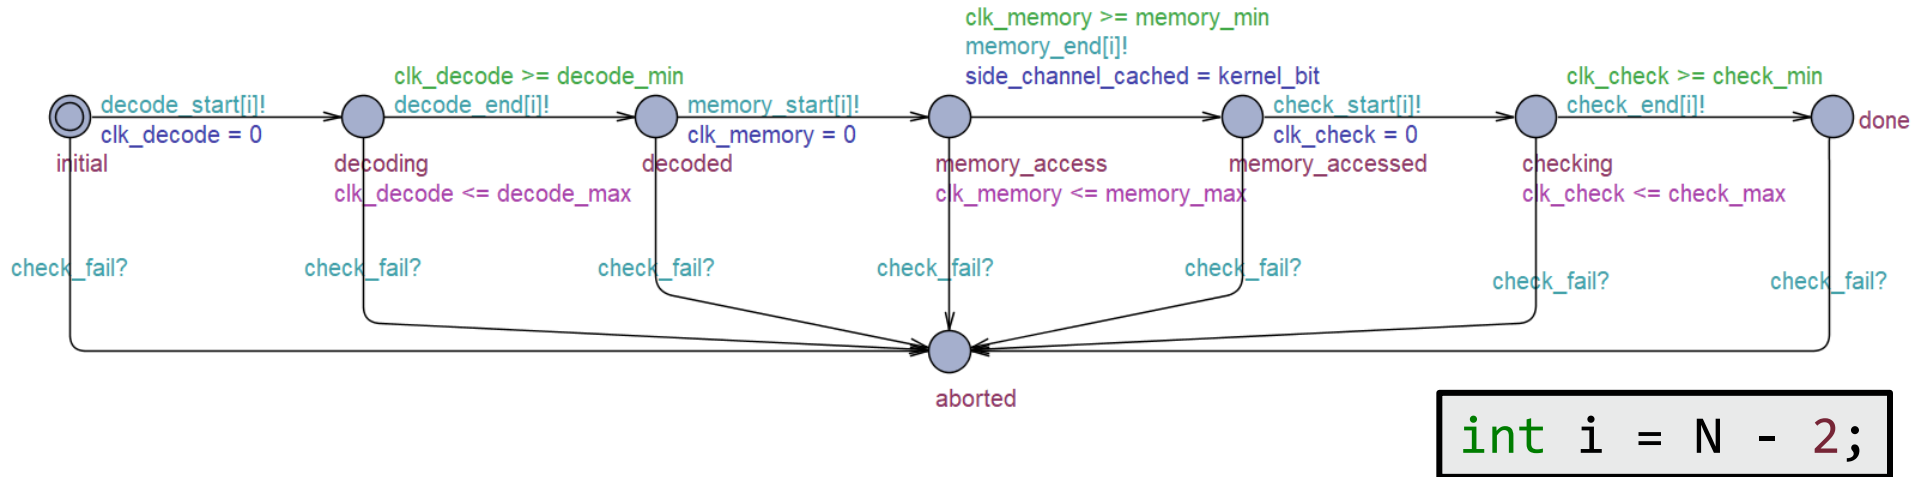 clk_memory >= memory_min
memory_end[i]!
side_channel_cached = kernel_bit
clk_decode >= decode_min
clk_check >= check_min
decode_start[i]!
decode_end[i]!
memory_start[i]!
check_start[i]!
check_end[i]!
done
clk_decode = 0
clk_memory = 0
clk_check = 0
initial
decoding
decoded
memory_access
memory_accessed
checking
clk_decode <= decode_max
clk_memory <= memory_max
clk_check <= check_max
check_fail?
check_fail?
check_fail?
check_fail?
check_fail?
check_fail?
check_fail?
aborted
int i = N - 2;